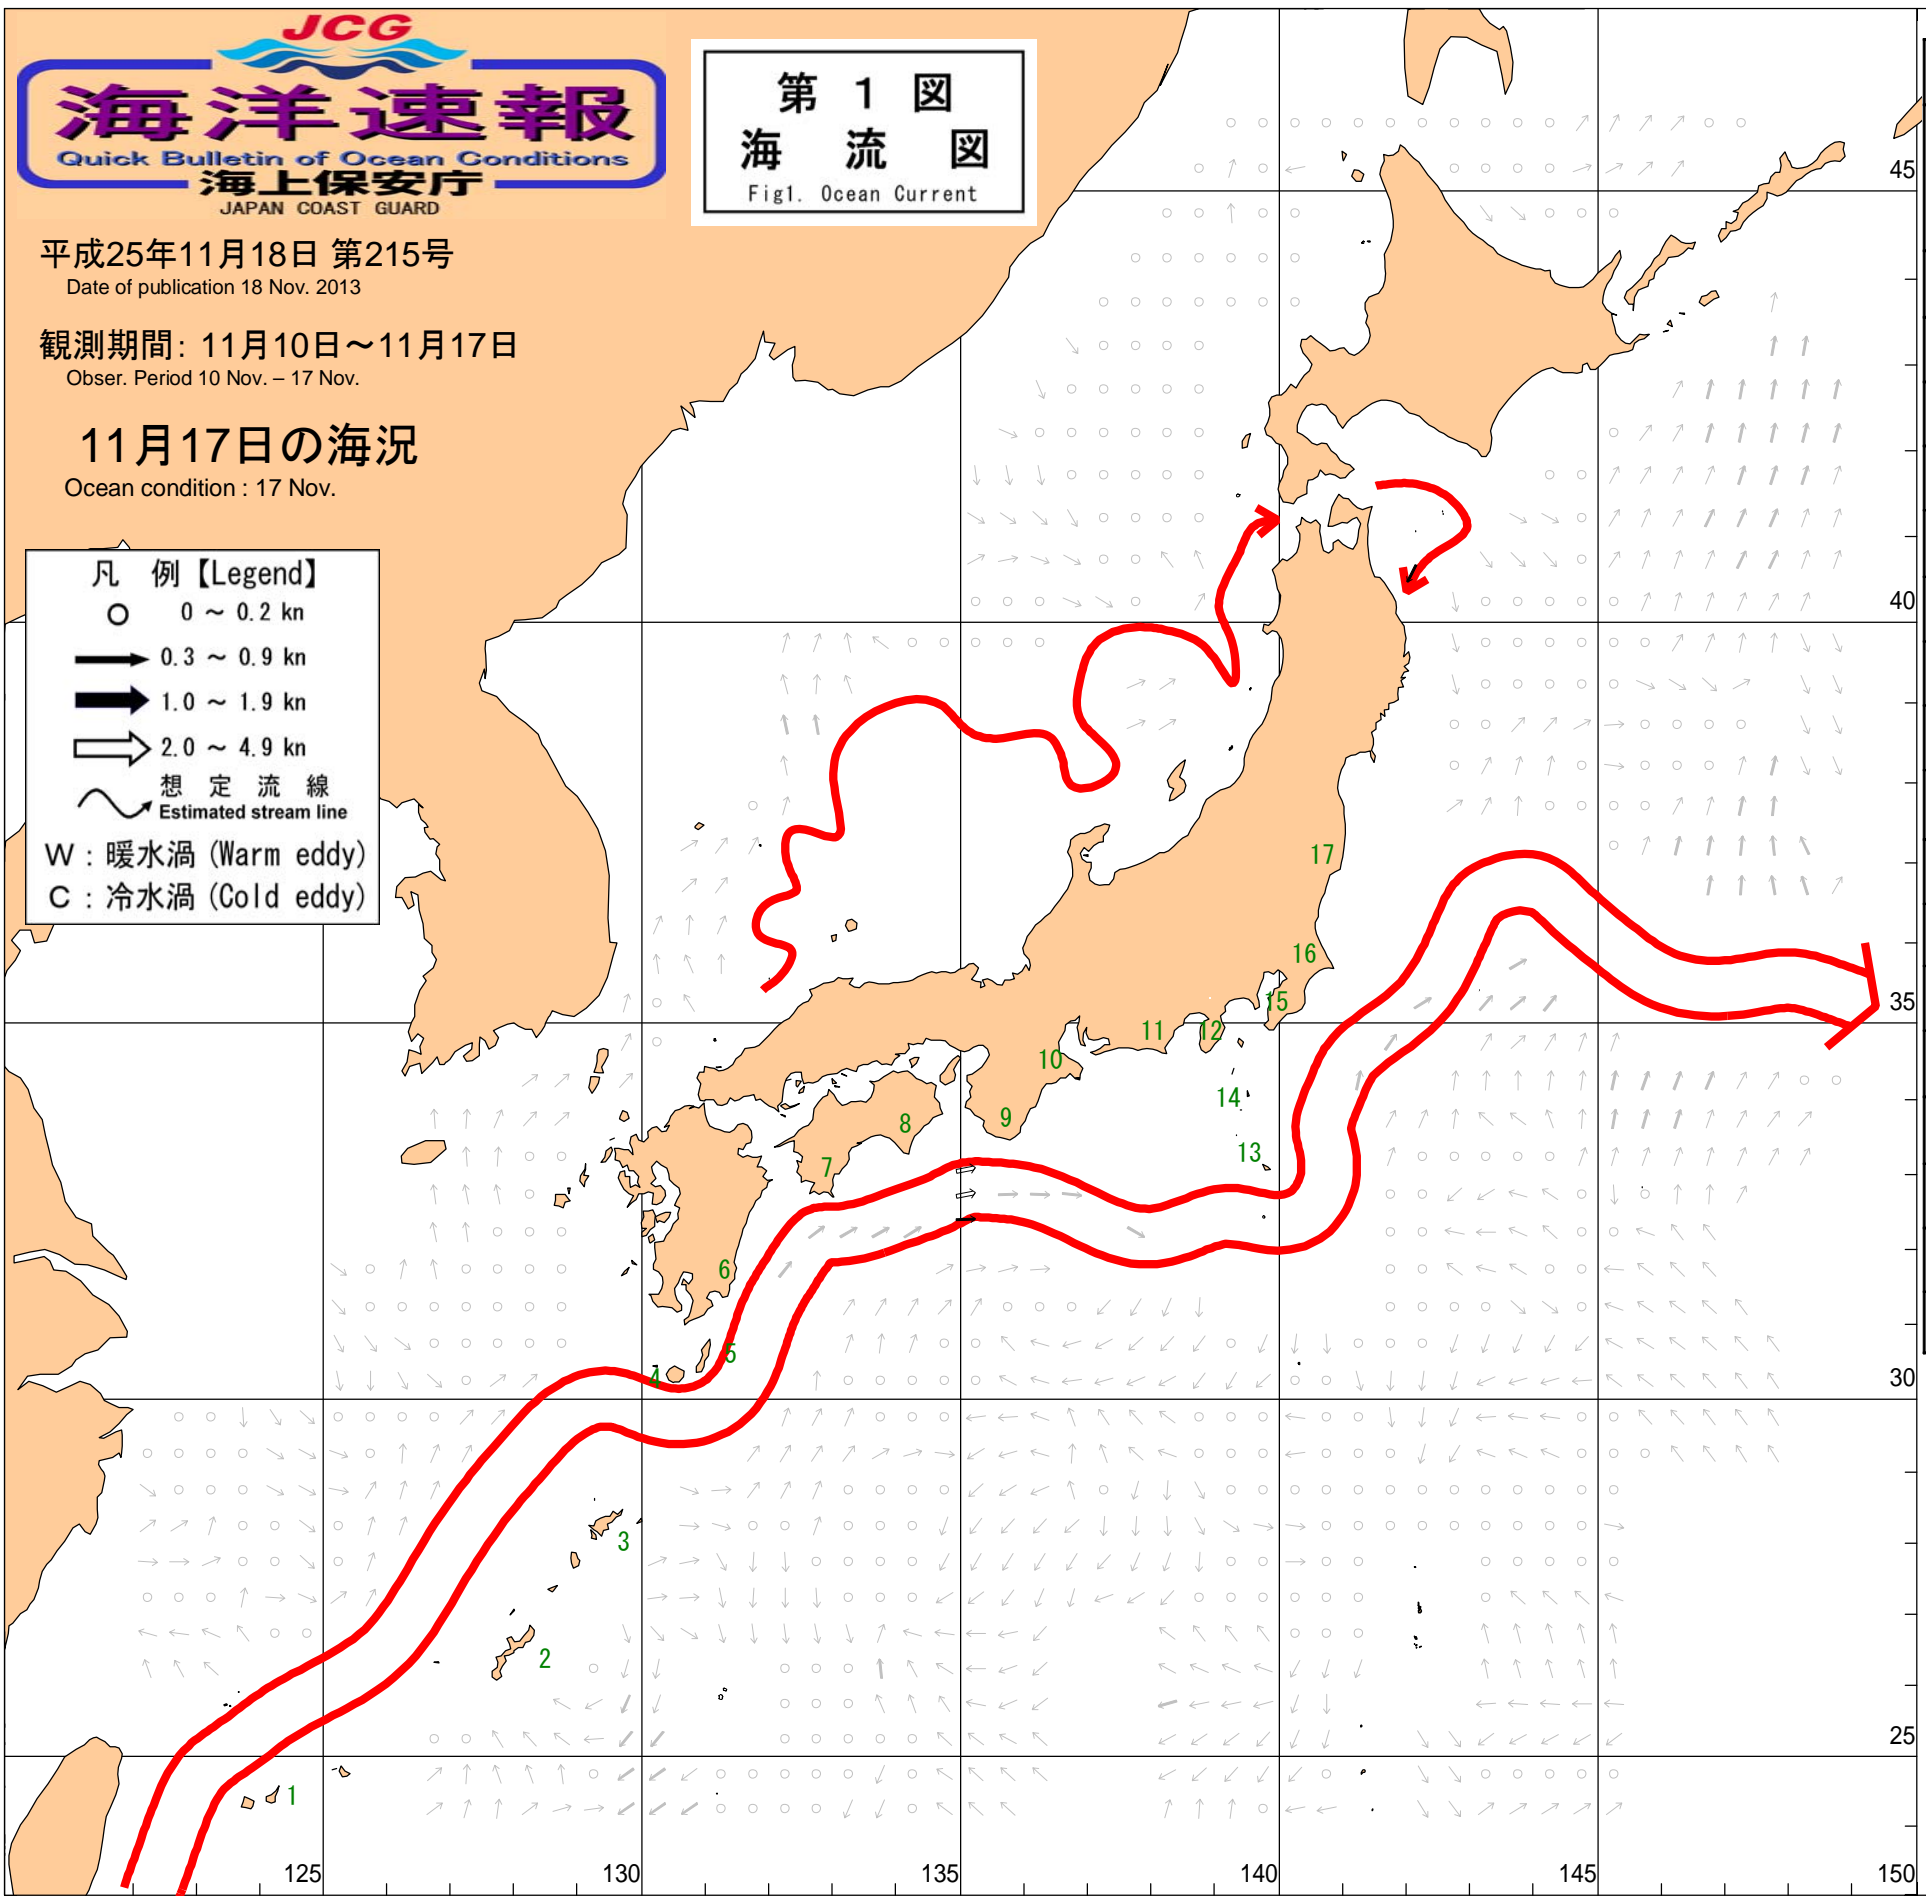 JCG
海洋速報
Quick Bulletin of Ocean Conditions
海上保安庁
JAPAN COAST GUARD
第 1 図
海 流 図
Fig1. Ocean Current
平成25年11月18日 第215号
Date of publication 18 Nov. 2013
観測期間: 11月10日~11月17日
Obser. Period 10 Nov. – 17 Nov.
11月17日の海況
Ocean condition : 17 Nov.
凡 例【Legend】
0 ~ 0.2 kn
0.3 ~ 0.9 kn
1.0 ~ 1.9 kn
2.0 ~ 4.9 kn
想 定 流 線
Estimated stream line
W : 暖水渦 (Warm eddy)
C : 冷水渦 (Cold eddy)
45
40
35
30
25
17
16
15
12
11
10
14
9
8
13
7
6
5
4
3
2
1
125
130
135
140
145
150